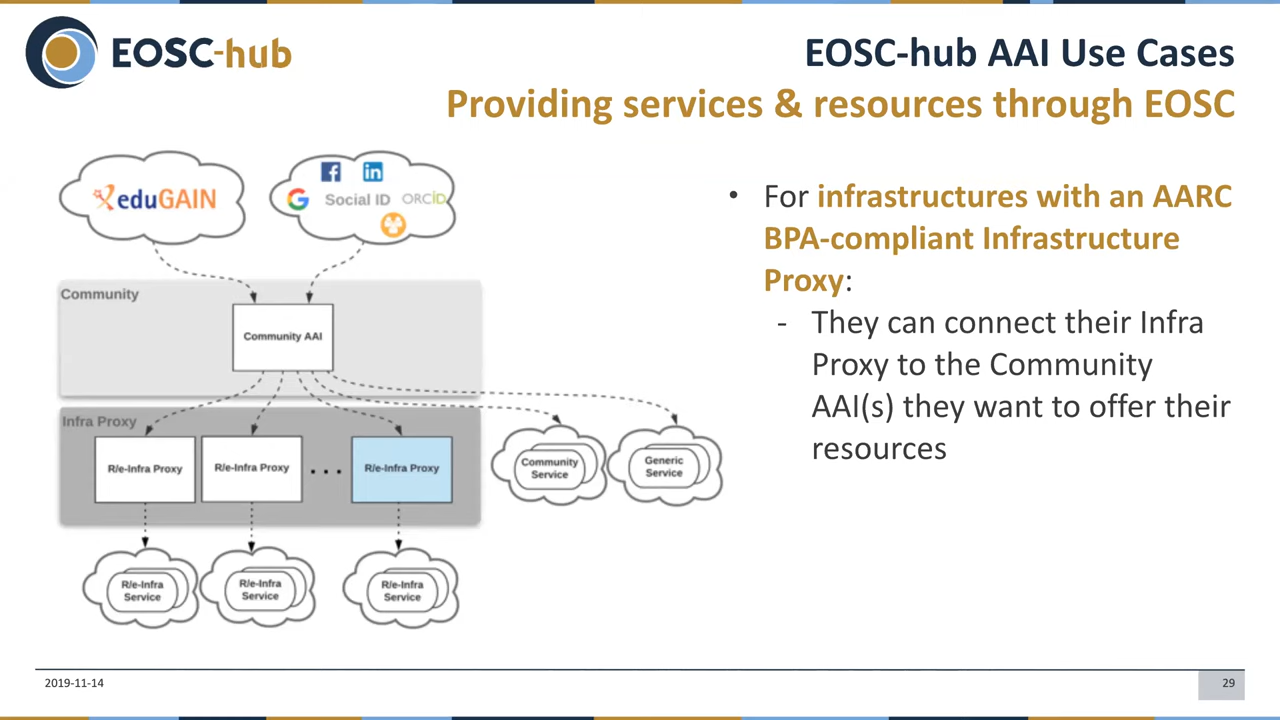 EOSC-hub
EOSC-hub AAI Use Cases
Providing services & resources through EOSC
eduGAIN
Social ID
ORCID
Community
Community AAI
Infra Proxy
R/e-Infra Proxy
R/e-Infra Proxy
...
R/e-Infra Proxy
Community
Service
Generic
Service
R/e-Infra
Service
R/e-Infra
Service
R/e-Infra
Service
• For infrastructures with an AARC
BPA-compliant Infrastructure
Proxy:
- They can connect their Infra
Proxy to the Community
AAI(s) they want to offer their
resources
2019-11-14
29